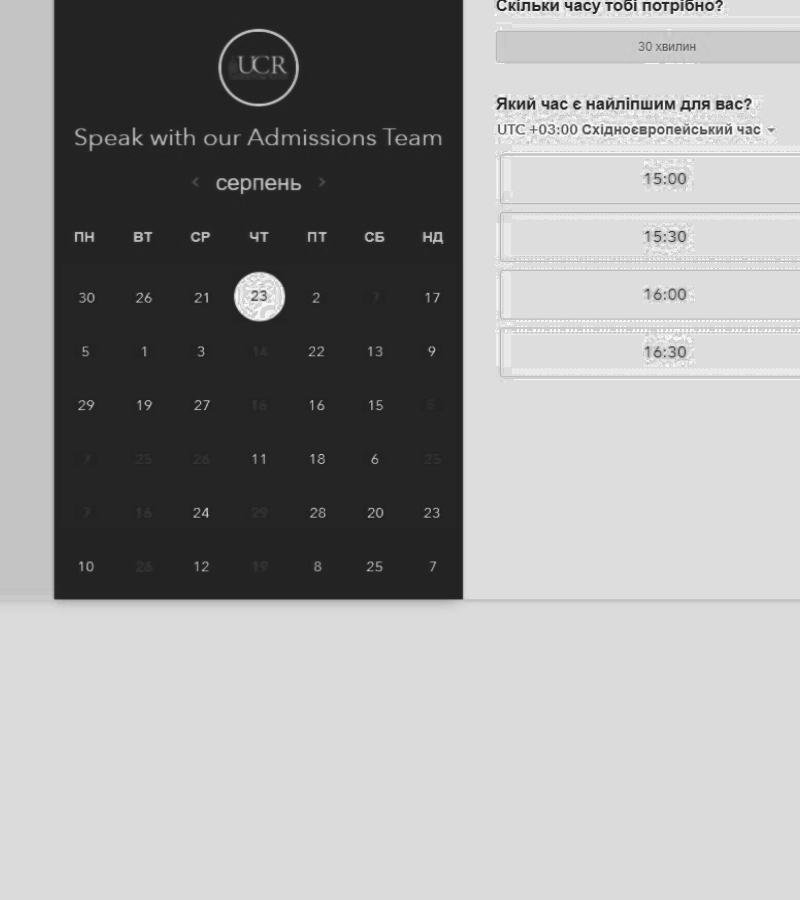 UCR
Speak with our Admissions Team
серпень
ПН ВТ СР ЧТ ПТ СБ НД
30 26 21 23 2 7 17
5 1 3 14 22 13 9
29 19 27 16 16 15
7 25 26 11 18 6 25
7 16 24 29 28 20 23
10 26 12 19 8 25 7
Скільки часу тобі потрібно?
30 хвилин
Який час є найліпшим для вас?
UTC +03:00 Східноєвропейський час
15:00
15:30
16:00
16:30